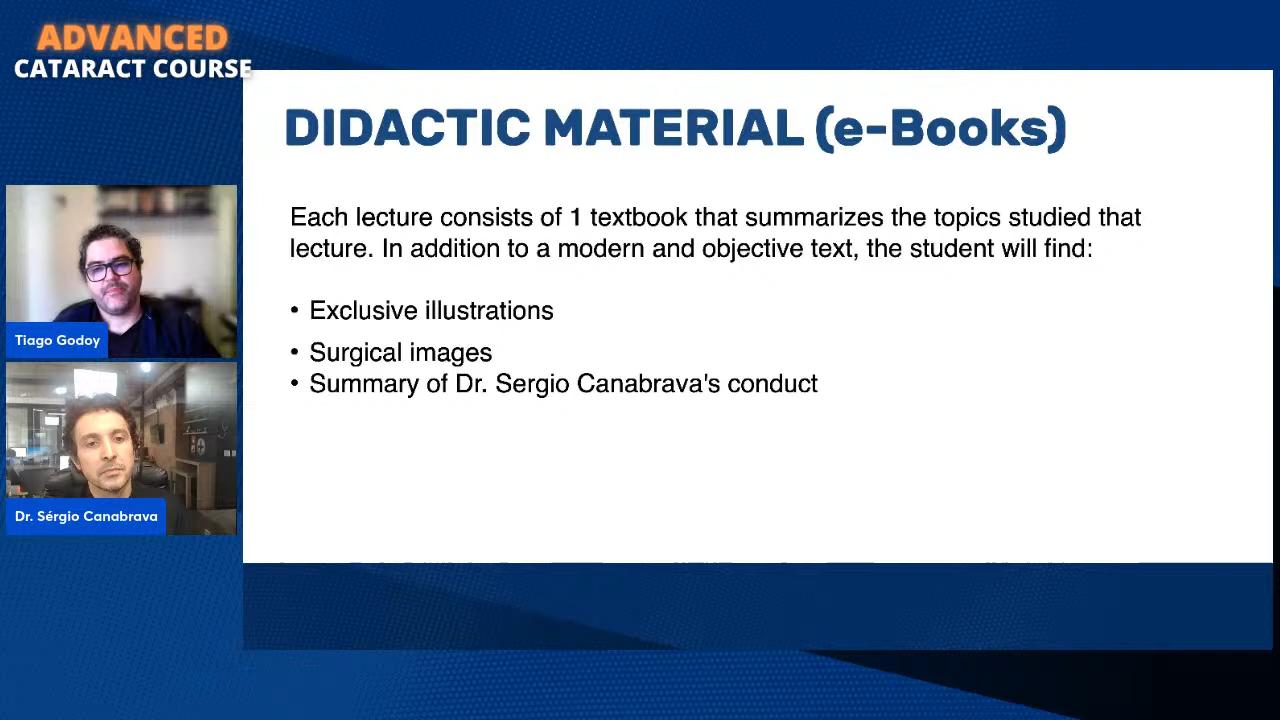 ADVANCED
CATARACT COURSE
DIDACTIC MATERIAL (e-Books)
Each lecture consists of 1 textbook that summarizes the topics studied that
lecture. In addition to a modern and objective text, the student will find:
• Exclusive illustrations
• Surgical images
• Summary of Dr. Sergio Canabrava's conduct
Tiago Godoy
Dr. Sérgio Canabrava